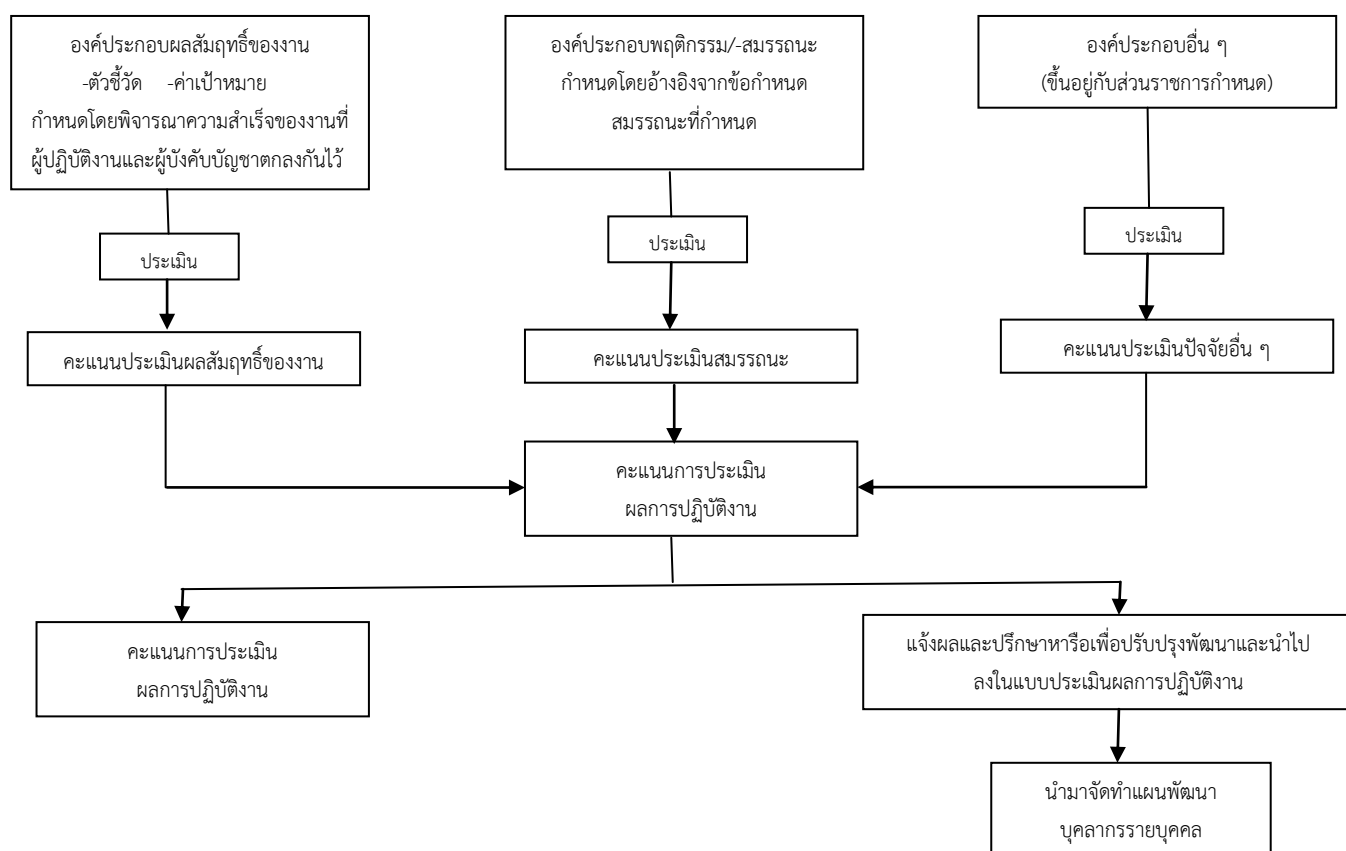 องค์ประกอบผลสัมฤทธิ์ของงาน
-ตัวชี้วัด -ค่าเป้าหมาย
กำหนดโดยพิจารณาความสำเร็จของงานที่
ผู้ปฏิบัติงานและผู้บังคับบัญชาตกลงกันไว้
องค์ประกอบพฤติกรรม/-สมรรถนะ
กำหนดโดยอ้างอิงจากข้อกำหนด
สมรรถนะที่กำหนด
องค์ประกอบอื่น ๆ
(ขึ้นอยู่กับส่วนราชการกำหนด)
ประเมิน
ประเมิน
ประเมิน
คะแนนประเมินผลสัมฤทธิ์ของงาน
คะแนนประเมินสมรรถนะ
คะแนนประเมินปัจจัยอื่น ๆ
คะแนนการประเมิน
ผลการปฏิบัติงาน
คะแนนการประเมิน
ผลการปฏิบัติงาน
แจ้งผลและปรึกษาหารือเพื่อปรับปรุงพัฒนาและนำไป
ลงในแบบประเมินผลการปฏิบัติงาน
นำมาจัดทำแผนพัฒนา
บุคลากรรายบุคคล